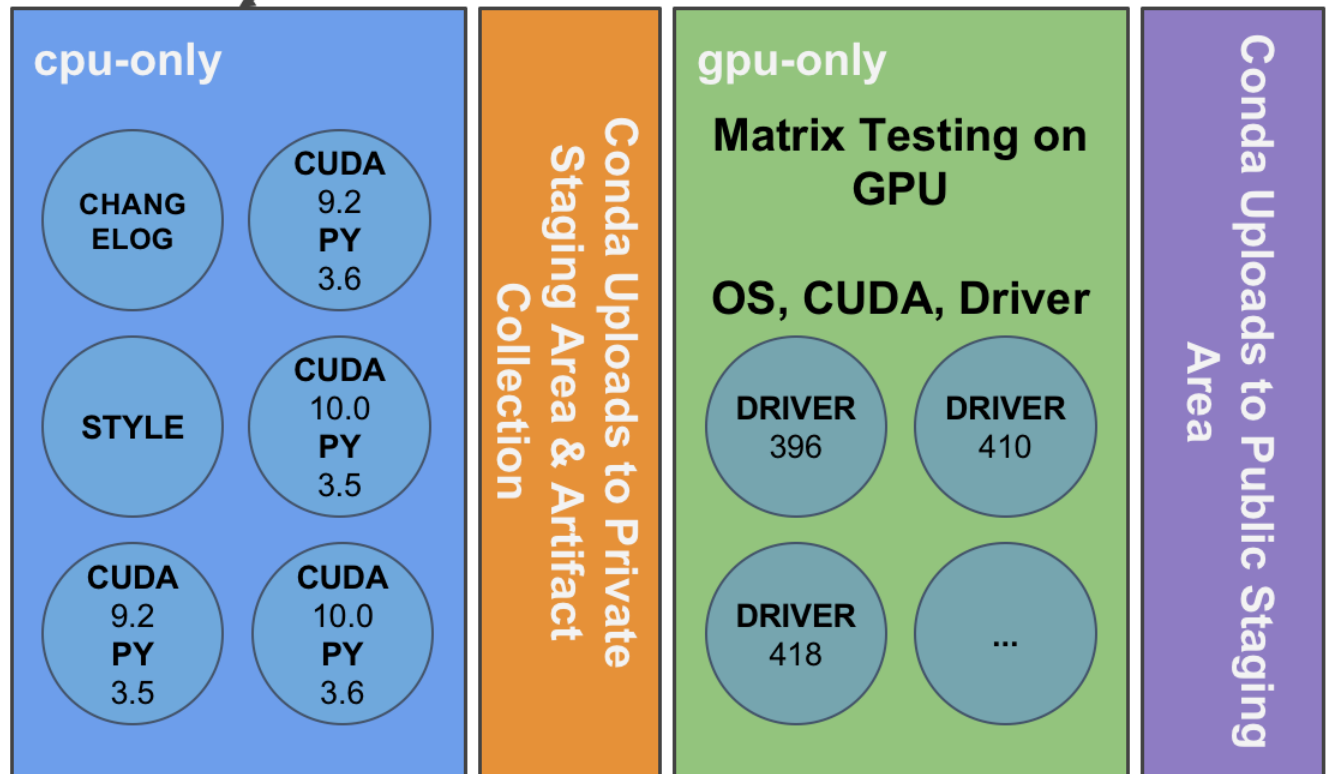 cpu-only
CHANG
ELOG
CUDA
9.2
PY
3.6
STYLE
CUDA
10.0
PY
3.5
CUDA
9.2
PY
3.5
CUDA
10.0
PY
3.6
Conda Uploads to Private
Staging Area & Artifact
Collection
gpu-only
Matrix Testing on
GPU
OS, CUDA, Driver
DRIVER
396
DRIVER
410
DRIVER
418
...
Conda Uploads to Public Staging
Area